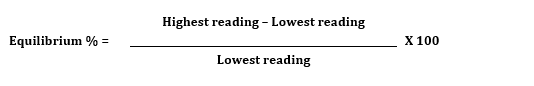 Highest reading – Lowest reading
Equilibrium % = X 100
Lowest reading